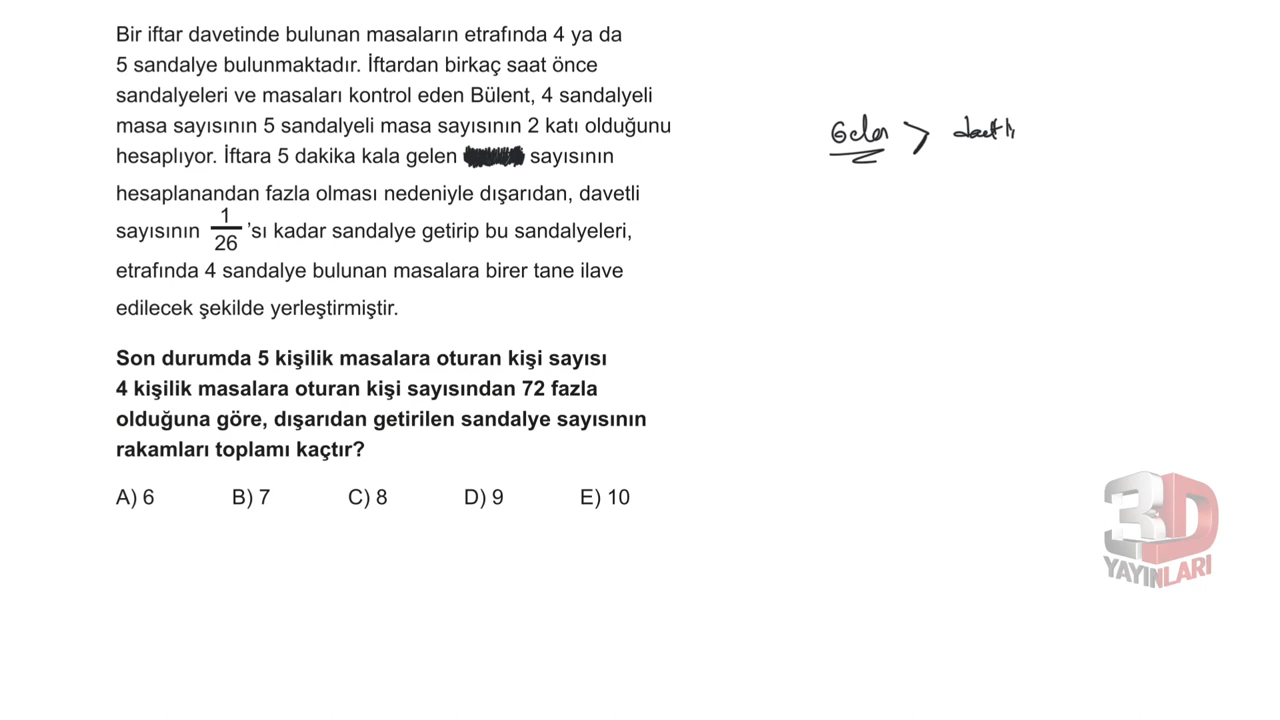 Bir iftar davetinde bulunan masaların etrafında 4 ya da
5 sandalye bulunmaktadır. İftardan birkaç saat önce
sandalyeleri ve masaları kontrol eden Bülent, 4 sandalyeli
masa sayısının 5 sandalyeli masa sayısının 2 katı olduğunu
hesaplıyor. İftara 5 dakika kala gelen sayısının
hesaplanandan fazla olması nedeniyle dışarıdan, davetli
sayısının 1/26 'sı kadar sandalye getirip bu sandalyeleri,
etrafında 4 sandalye bulunan masalara birer tane ilave
edilecek şekilde yerleştirmiştir.
Son durumda 5 kişilik masalara oturan kişi sayısı
4 kişilik masalara oturan kişi sayısından 72 fazla
olduğuna göre, dışarıdan getirilen sandalye sayısının
rakamları toplamı kaçtır?
A) 6 B) 7 C) 8 D) 9 E) 10
Gelen > davetli
3D
YAYINLARI